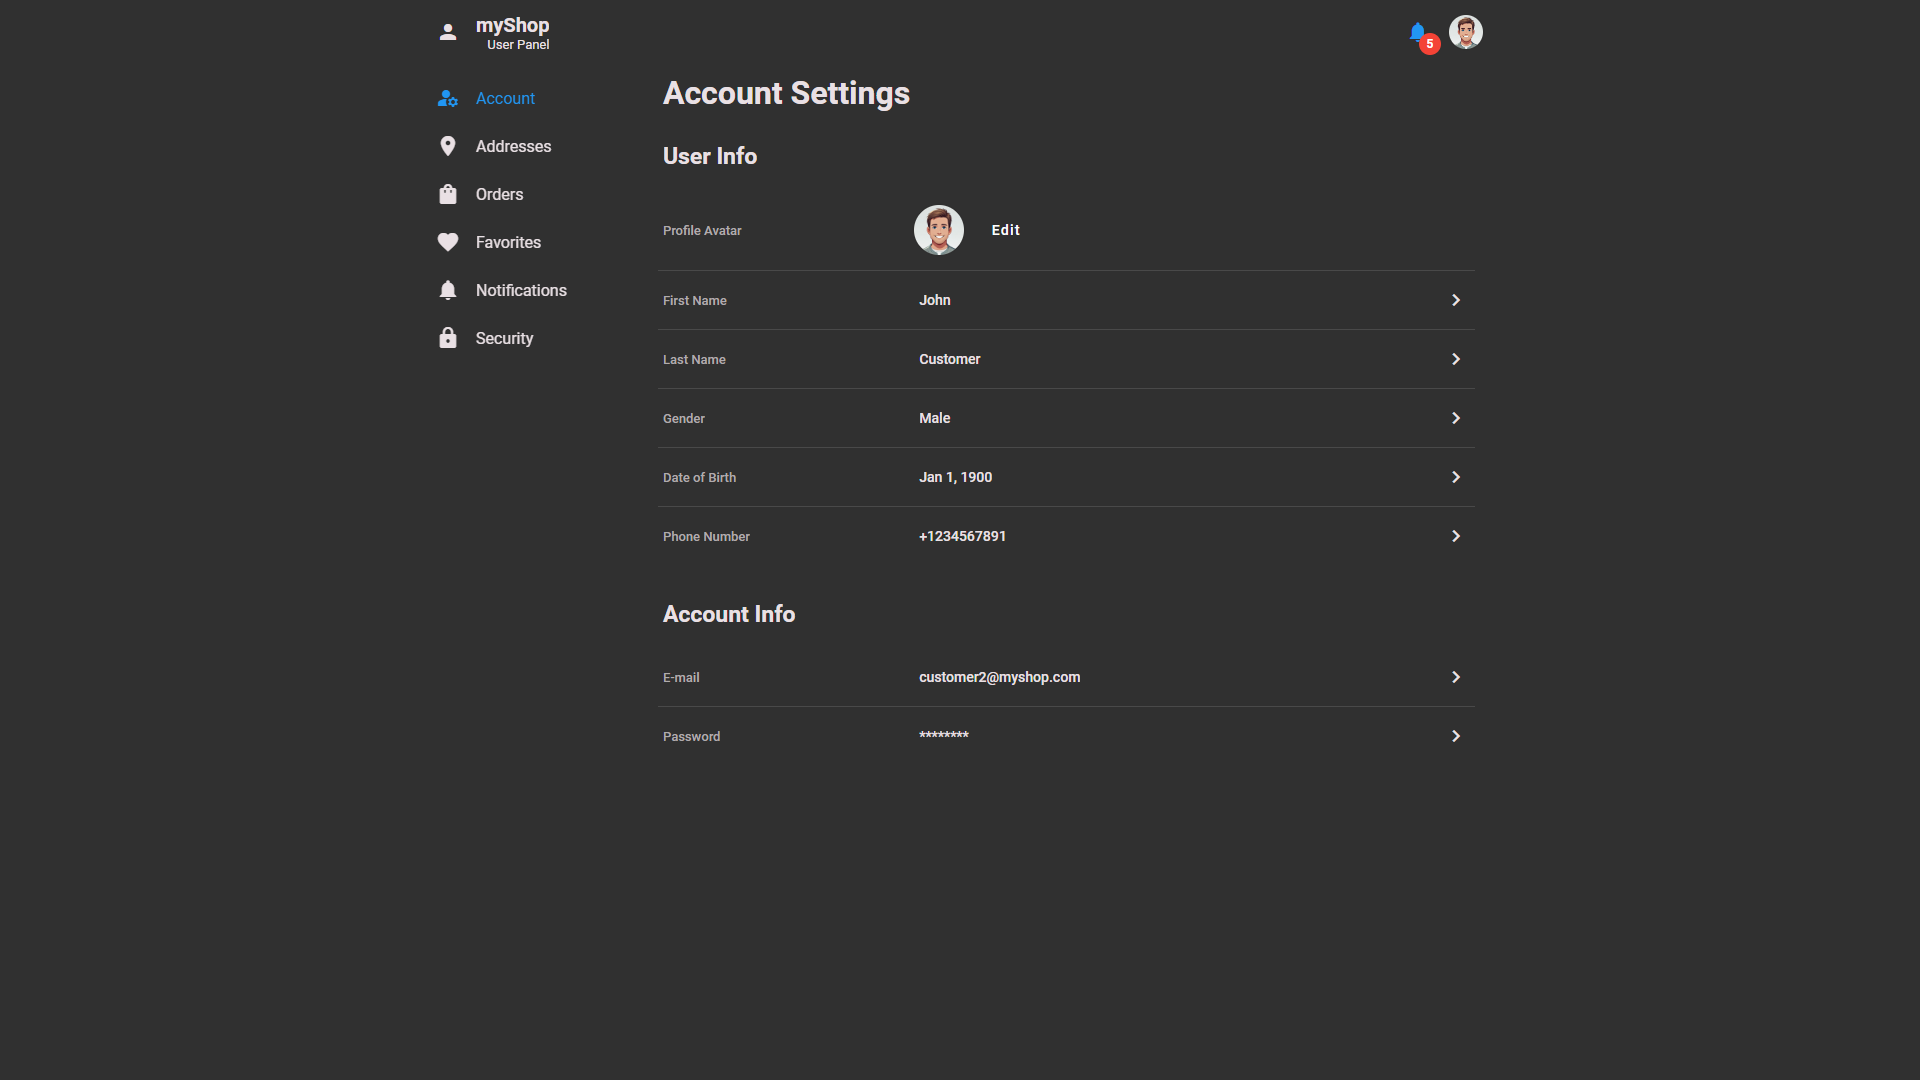 myShop
User Panel
5
Account
Addresses
Orders
Favorites
Notifications
Security
Account Settings
User Info
Profile Avatar Edit
First Name John
Last Name Customer
Gender Male
Date of Birth Jan 1, 1900
Phone Number +1234567891
Account Info
E-mail customer2@myshop.com
Password ********